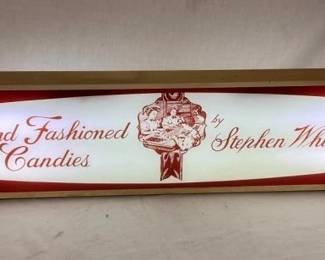 nd Fashioned
Candies
by
Stephen Whi